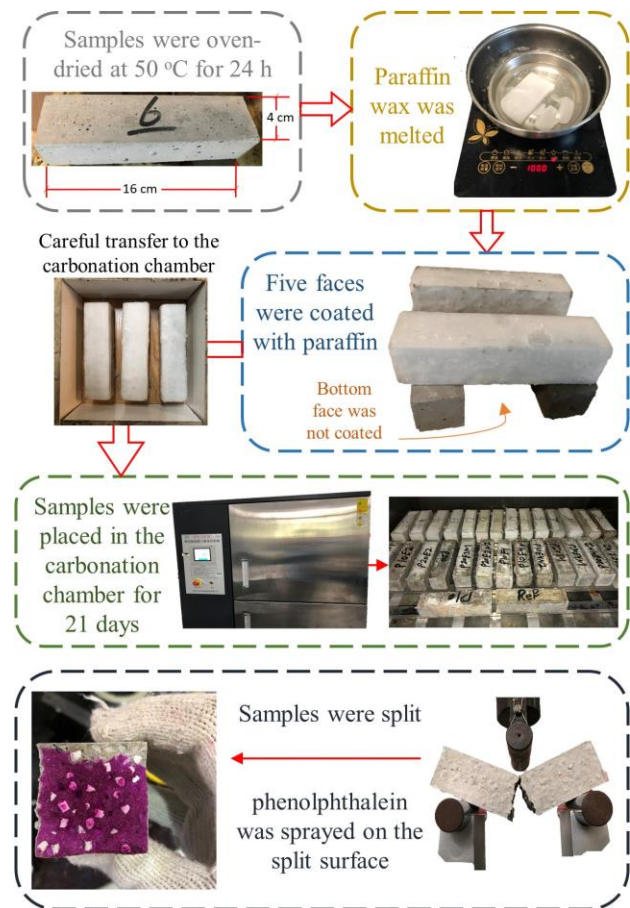 Samples were oven-
dried at 50 °C for 24 h
6
4 cm
16 cm
Paraffin
wax was
melted
1000
Careful transfer to the
carbonation chamber
Five faces
were coated
with paraffin
Bottom
face was
not coated
Samples were
placed in the
carbonation
chamber for
21 days
Samples were split
phenolphthalein
was sprayed on the
split surface